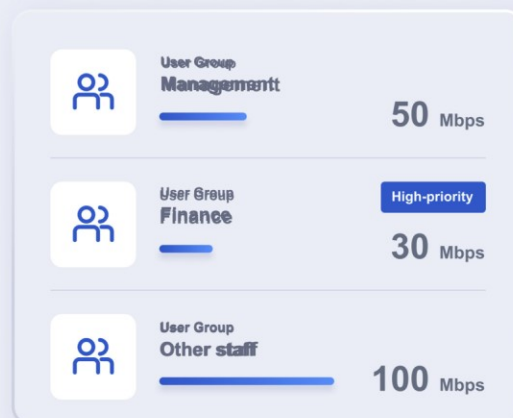 User Group
Management
50 Mbps
User Group
Finance
High-priority
30 Mbps
User Group
Other staff
100 Mbps